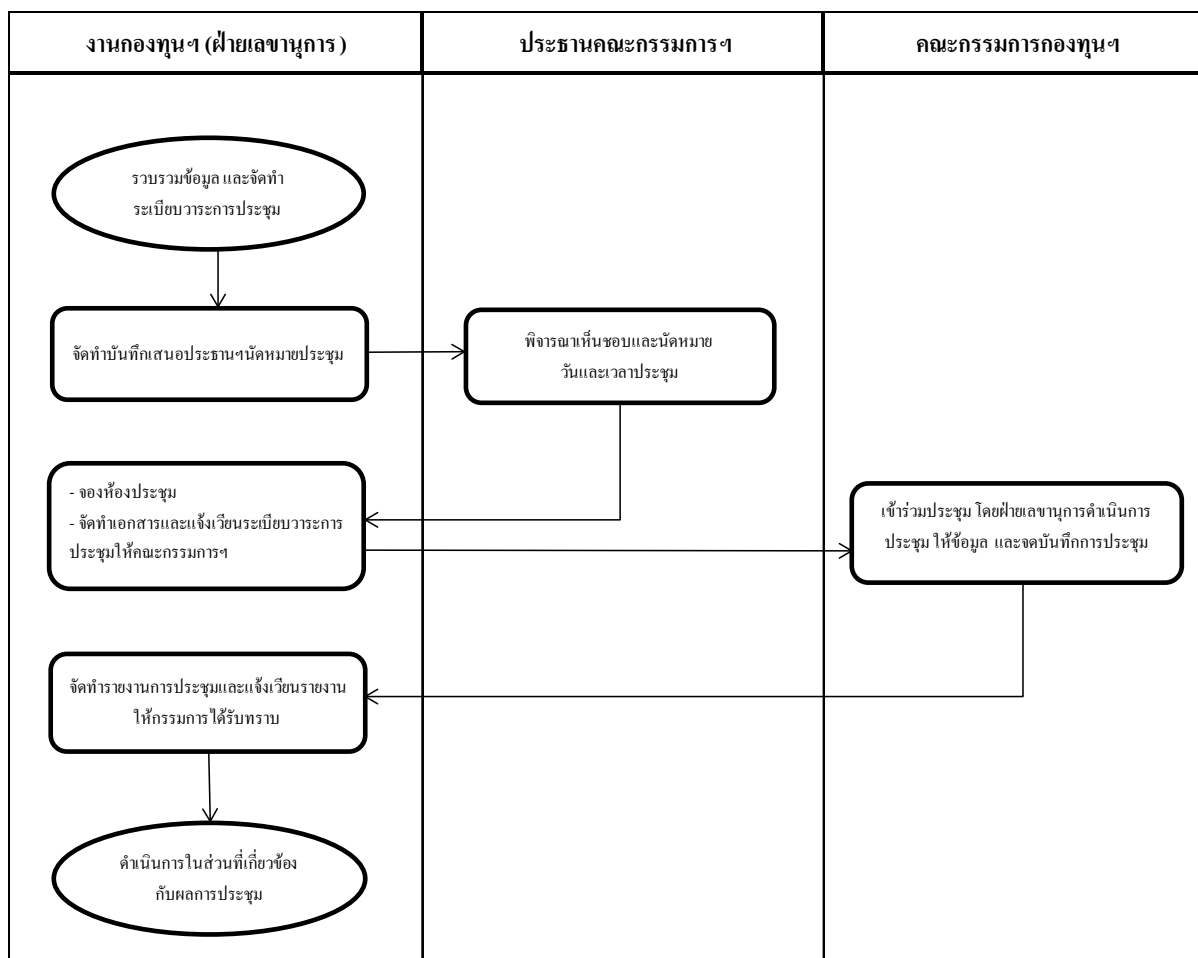 งานกองทุนฯ (ฝ่ายเลขานุการ)
ประธานคณะกรรมการฯ
คณะกรรมการกองทุนฯ
รวบรวมข้อมูล และจัดทำ
ระเบียบวาระการประชุม
จัดทำบันทึกเสนอประธานฯนัดหมายประชุม
พิจารณาเห็นชอบและนัดหมาย
วันและเวลาประชุม
- จองห้องประชุม
- จัดทำเอกสารและแจ้งเวียนระเบียบวาระการ
ประชุมให้คณะกรรมการฯ
เข้าร่วมประชุม โดยฝ่ายเลขานุการดำเนินการ
ประชุม ให้ข้อมูล และจดบันทึกการประชุม
จัดทำรายงานการประชุมและแจ้งเวียนรายงาน
ให้กรรมการได้รับทราบ
ดำเนินการในส่วนที่เกี่ยวข้อง
กับผลการประชุม